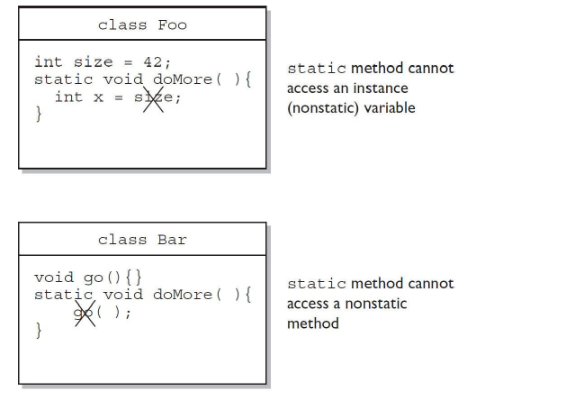 class Foo
int size = 42;
static void doMore( ){
int x = size;
}
static method cannot
access an instance
(nonstatic) variable
class Bar
void go(){}
static void doMore( ){
go( );
}
static method cannot
access a nonstatic
method